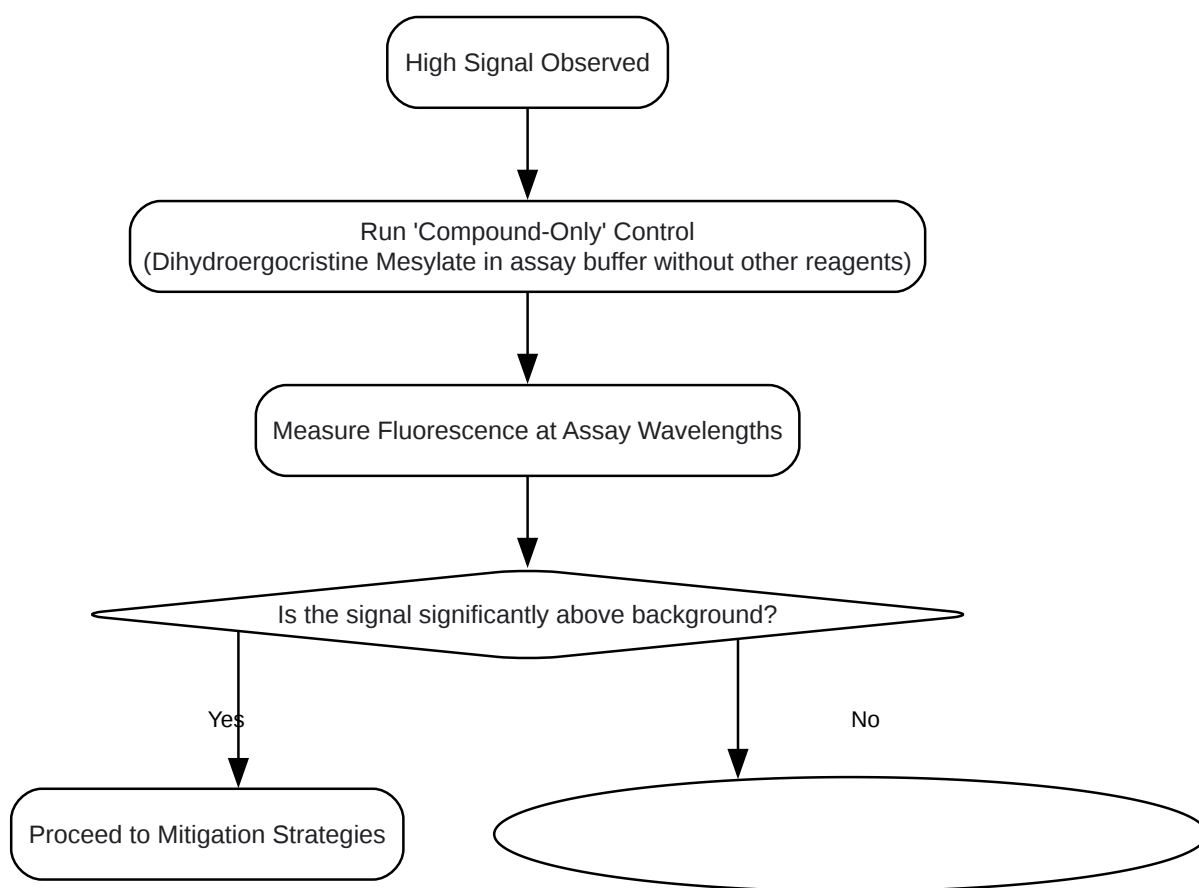 High Signal Observed
Run 'Compound-Only' Control
(Dihydroergocristine Mesylate in assay buffer without other reagents)
Measure Fluorescence at Assay Wavelengths
Is the signal significantly above background?
Yes
No
Proceed to Mitigation Strategies